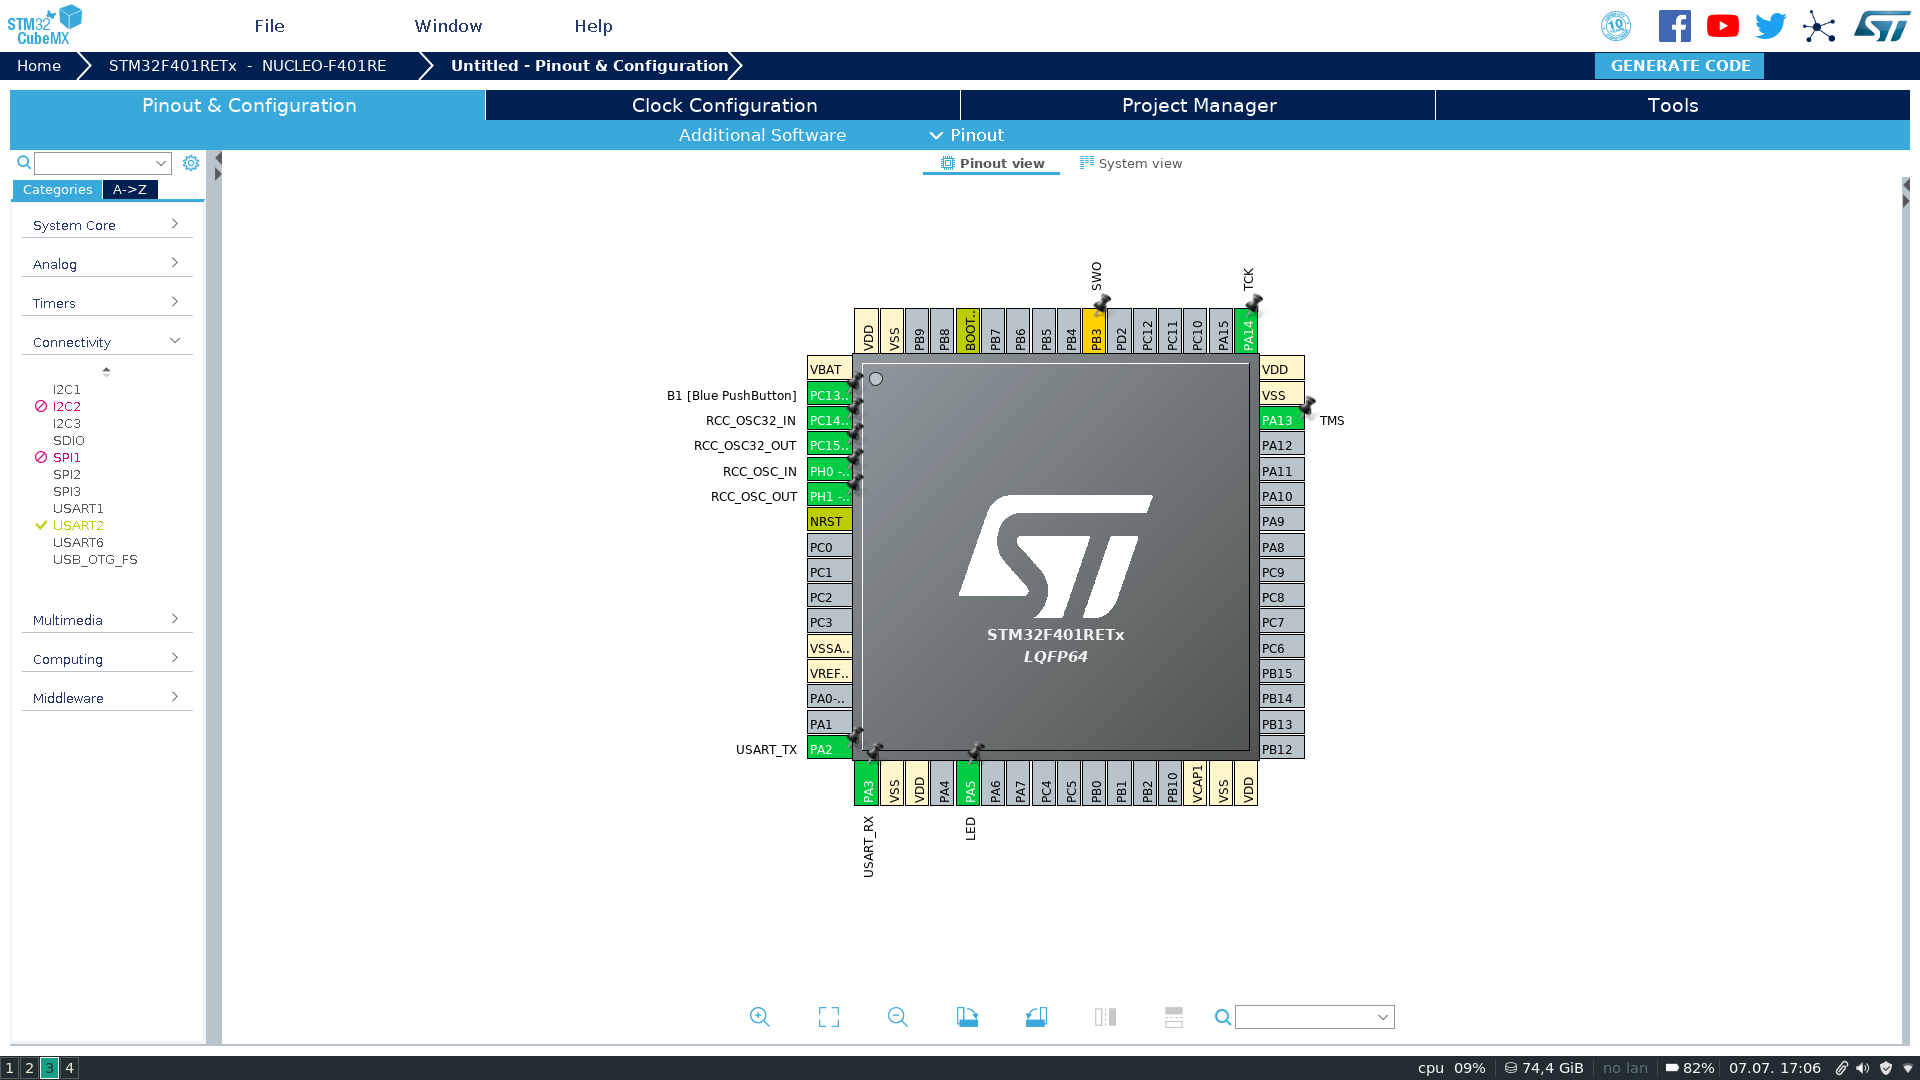 STM32
CubeMX
File
Window
Help
10
Home
STM32F401RETx - NUCLEO-F401RE
Untitled - Pinout & Configuration
GENERATE CODE
Pinout & Configuration
Clock Configuration
Project Manager
Tools
Additional Software
Pinout
Pinout view
System view
Categories
A->Z
System Core
Analog
Timers
Connectivity
I2C1
I2C2
I2C3
SDIO
SPI1
SPI2
SPI3
USART1
USART2
USART6
USB_OTG_FS
Multimedia
Computing
Middleware
SWO
TCK
VDD
VSS
PB9
PB8
BOOT..
PB7
PB6
PB5
PB4
PB3
PD2
PC12
PC11
PC10
PA15
PA14
VBAT
B1 [Blue PushButton] PC13..
RCC_OSC32_IN PC14..
RCC_OSC32_OUT PC15..
RCC_OSC_IN PH0 -..
RCC_OSC_OUT PH1 -..
NRST
PC0
PC1
PC2
PC3
VSSA..
VREF..
PA0-..
PA1
USART_TX PA2
ST
STM32F401RETx
LQFP64
VDD
VSS
PA13 TMS
PA12
PA11
PA10
PA9
PA8
PC9
PC8
PC7
PC6
PB15
PB14
PB13
PB12
PA3
VSS
VDD
PA4
PA5
PA6
PA7
PC4
PC5
PB0
PB1
PB2
PB10
VCAP1
VSS
VDD
USART_RX
LED
1 2 3 4
cpu 09% 74,4 GiB no lan 82% 07.07. 17:06